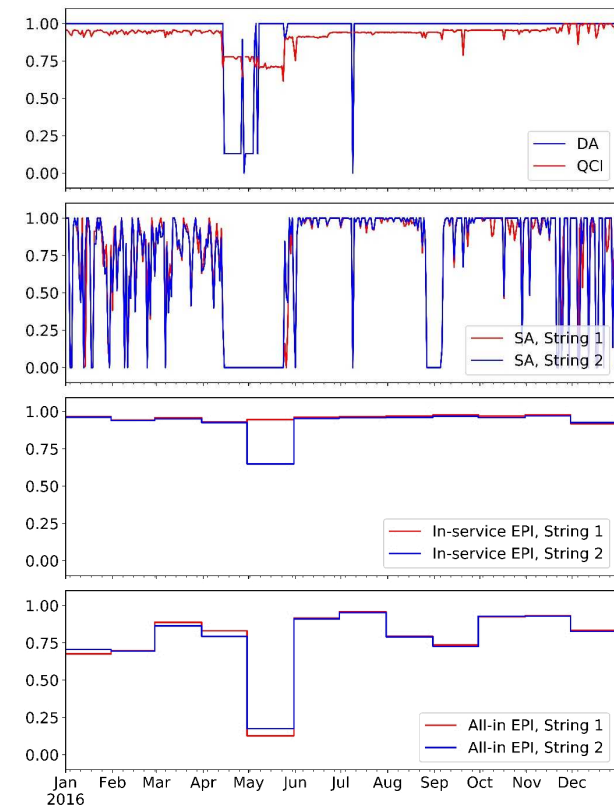 1.00
0.75
0.50
0.25
0.00
DA
QCI
1.00
0.75
0.50
0.25
0.00
SA, String 1
SA, String 2
1.00
0.75
0.50
0.25
0.00
In-service EPI, String 1
In-service EPI, String 2
1.00
0.75
0.50
0.25
0.00
All-in EPI, String 1
All-in EPI, String 2
Jan Feb Mar Apr May Jun Jul Aug Sep Oct Nov Dec
2016